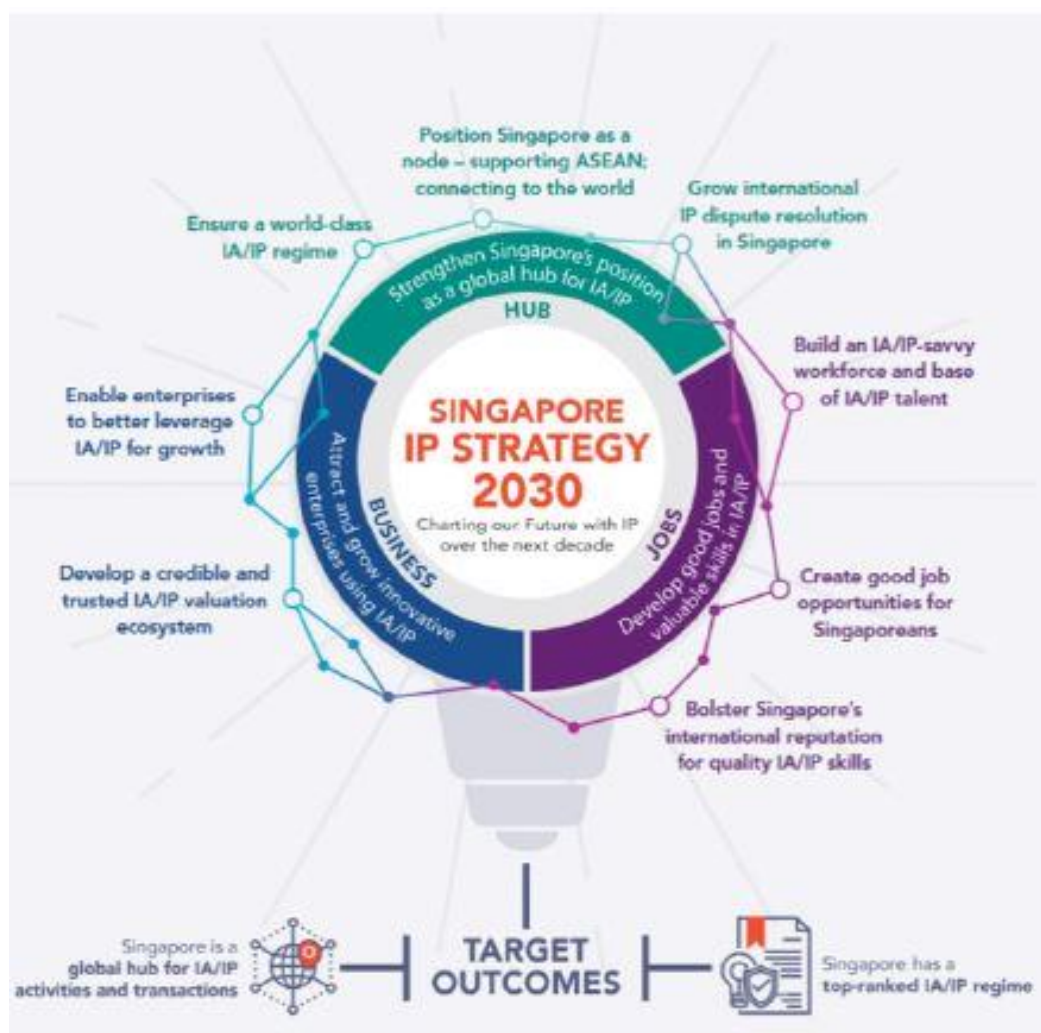 Position Singapore as a
node – supporting ASEAN;
connecting to the world
Grow international
IP dispute resolution
in Singapore
Ensure a world-class
IA/IP regime
Strengthen Singapore's position
as a global hub for IA/IP
HUB
Build an IA/IP-savvy
workforce and base
of IA/IP talent
Enable enterprises
to better leverage
IA/IP for growth
SINGAPORE
IP STRATEGY
2030
Charting our Future with IP
over the next decade
BUSINESS
Attract and grow innovative
enterprises using IA/IP
JOBS
Develop good jobs and
valuable skills in IA/IP
Develop a credible and
trusted IA/IP valuation
ecosystem
Create good job
opportunities for
Singaporeans
Bolster Singapore's
international reputation
for quality IA/IP skills
Singapore is a
global hub for IA/IP
activities and transactions
TARGET
OUTCOMES
Singapore has a
top-ranked IA/IP regime